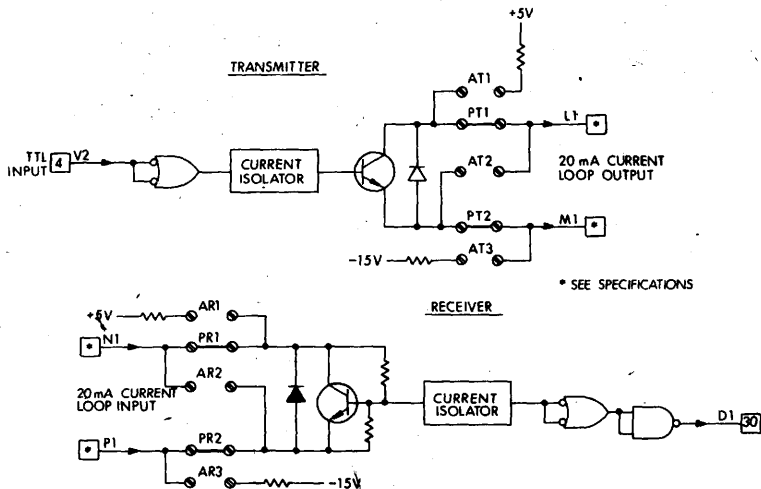 +5V
TRANSMITTER
AT1
PT1
L1
*
TTL INPUT
4
V2
CURRENT ISOLATOR
AT2
20 mA CURRENT
LOOP OUTPUT
PT2
M1
*
-15V
AT3
* SEE SPECIFICATIONS
RECEIVER
+5V
AR1
*
N1
PR1
AR2
20mA CURRENT
LOOP INPUT
CURRENT ISOLATOR
D1
30
*
P1
PR2
AR3
-15V